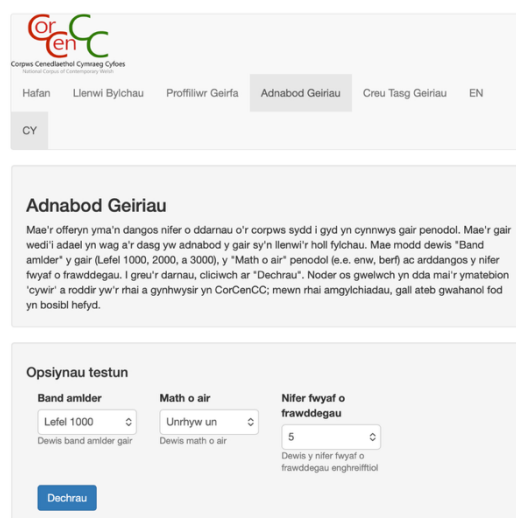 CorCenCC
Corpws Cenedlaethol Cymraeg Cyfoes
National Corpus of Contemporary Welsh
Hafan Llenwi Bylchau Proffiliwr Geirfa Adnabod Geiriau Creu Tasg Geiriau EN
CY
Adnabod Geiriau
Mae'r offeryn yma'n dangos nifer o ddarnau o'r corpws sydd i gyd yn cynnwys gair penodol. Mae'r gair
wedi'i adael yn wag a'r dasg yw adnabod y gair sy'n llenwi'r holl fylchau. Mae modd dewis "Band
amlder" y gair (Lefel 1000, 2000, a 3000), y "Math o air" penodol (e.e. enw, berf) ac arddangos y nifer
fwyaf o frawddegau. I greu'r darnau, cliciwch ar "Dechrau". Noder os gwelwch yn dda mai'r ymatebion
'cywir' a roddir yw'r rhai a gynhwysir yn CorCenCC; mewn rhai amgylchiadau, gall ateb gwahanol fod
yn bosibl hefyd.
Opsiynau testun
Band amlder Math o air Nifer fwyaf o
frawddegau
Lefel 1000 Unrhyw un 5
Dewis band amlder gair Dewis math o air Dewis y nifer fwyaf o
frawddegau enghreifftiol
Dechrau